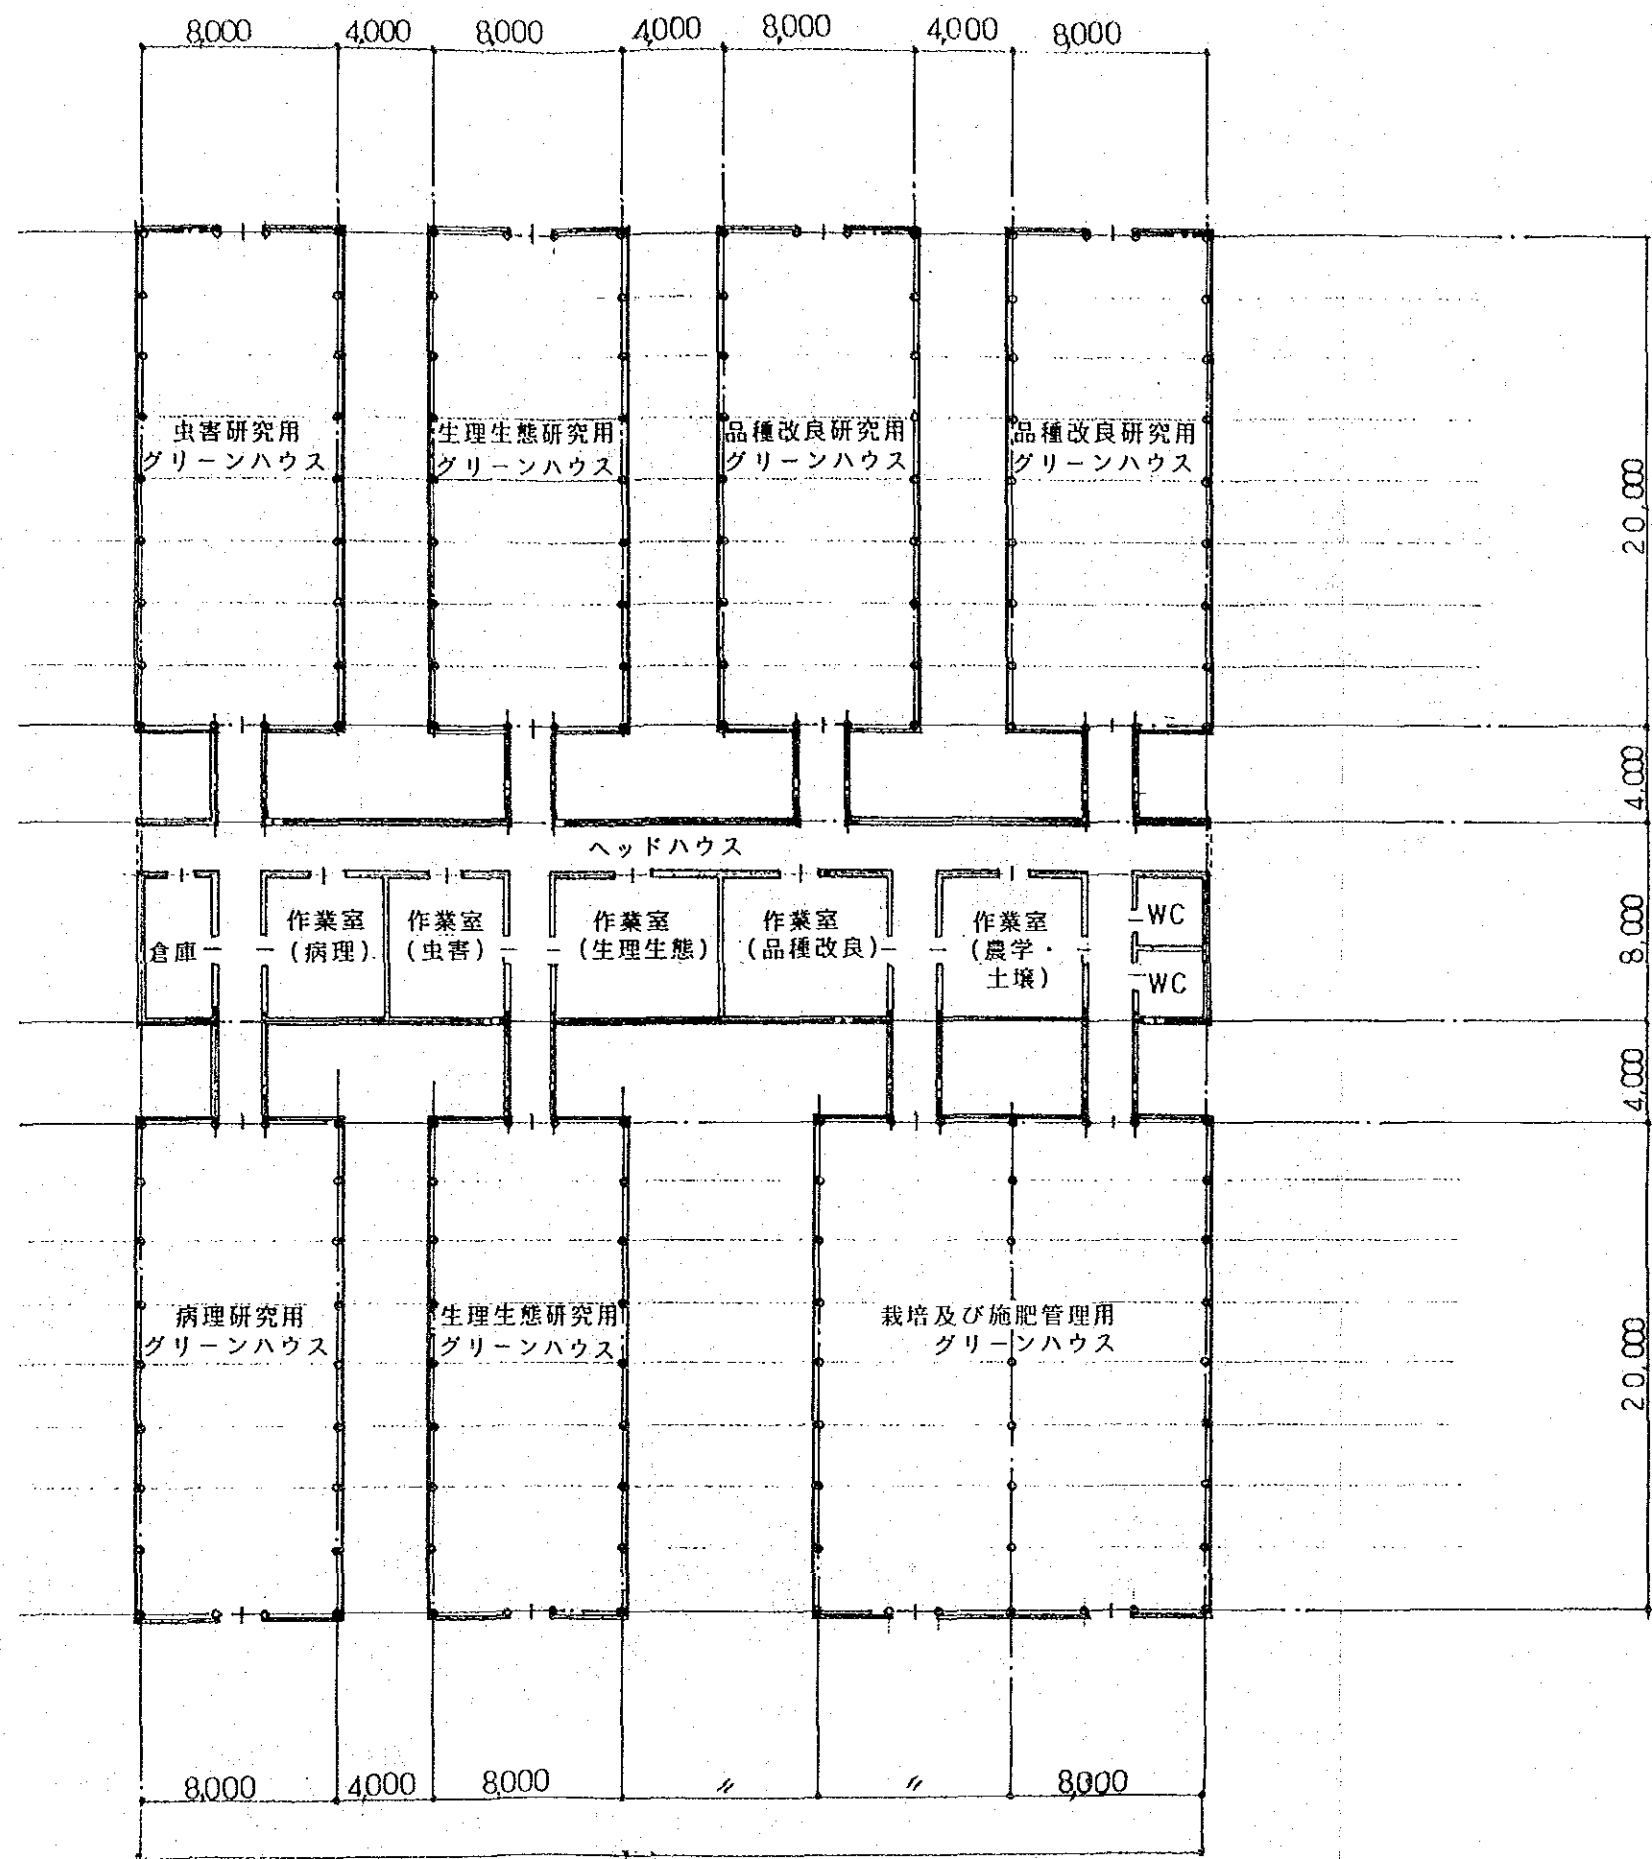 8,000 4,000 8,000 4,000 8,000 4,000 8,000
虫害研究用
グリーンハウス
生理生態研究用
グリーンハウス
品種改良研究用
グリーンハウス
品種改良研究用
グリーンハウス
20,000
4,000
ヘッドハウス
倉庫
作業室
(病理)
作業室
(虫害)
作業室
(生理生態)
作業室
(品種改良)
作業室
(農学・
土壌)
WC
WC
8,000
4,000
病理研究用
グリーンハウス
生理生態研究用
グリーンハウス
栽培及び施肥管理用
グリーンハウス
20,000
8,000 4,000 8,000 〃 〃 8,000